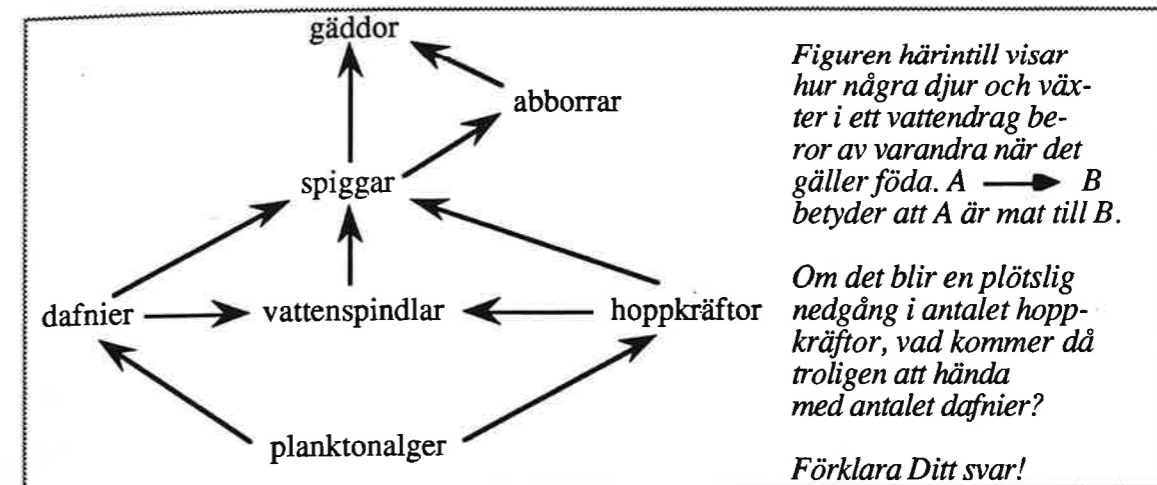 gäddor
abborrar
spiggar
dafnier
vattenspindlar
hoppkräftor
planktonalger
Figuren härintill visar
hur några djur och väx-
ter i ett vattendrag be-
ror av varandra när det
gäller föda. A → B
betyder att A är mat till B.
Om det blir en plötslig
nedgång i antalet hopp-
kräftor, vad kommer då
troligen att hända
med antalet dafnier?
Förklara Ditt svar!